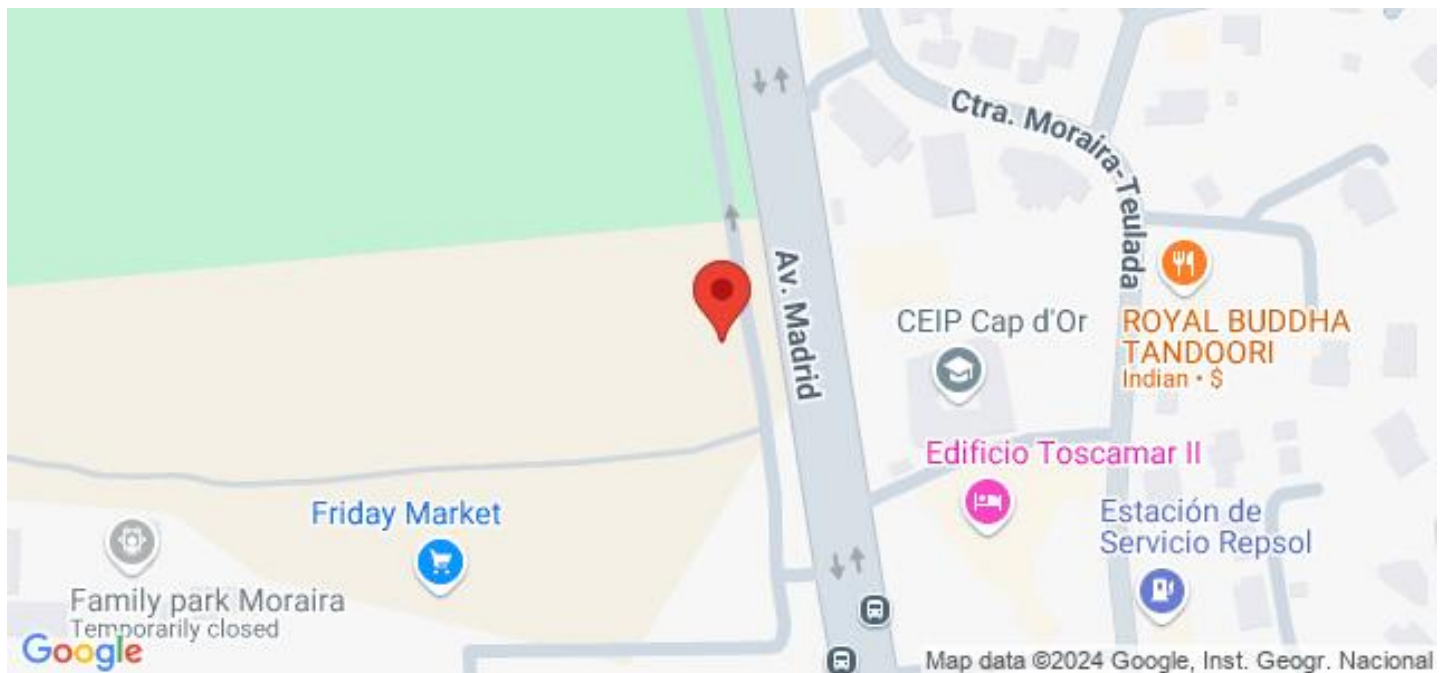 Ctra. Moraira-Teulada
Av. Madrid
CEIP Cap d'Or
ROYAL BUDDHA
TANDOORI
Indian • $
Edificio Toscamar II
Friday Market
Estación de
Servicio Repsol
Family park Moraira
Temporarily closed
Google
Map data ©2024 Google, Inst. Geogr. Nacional